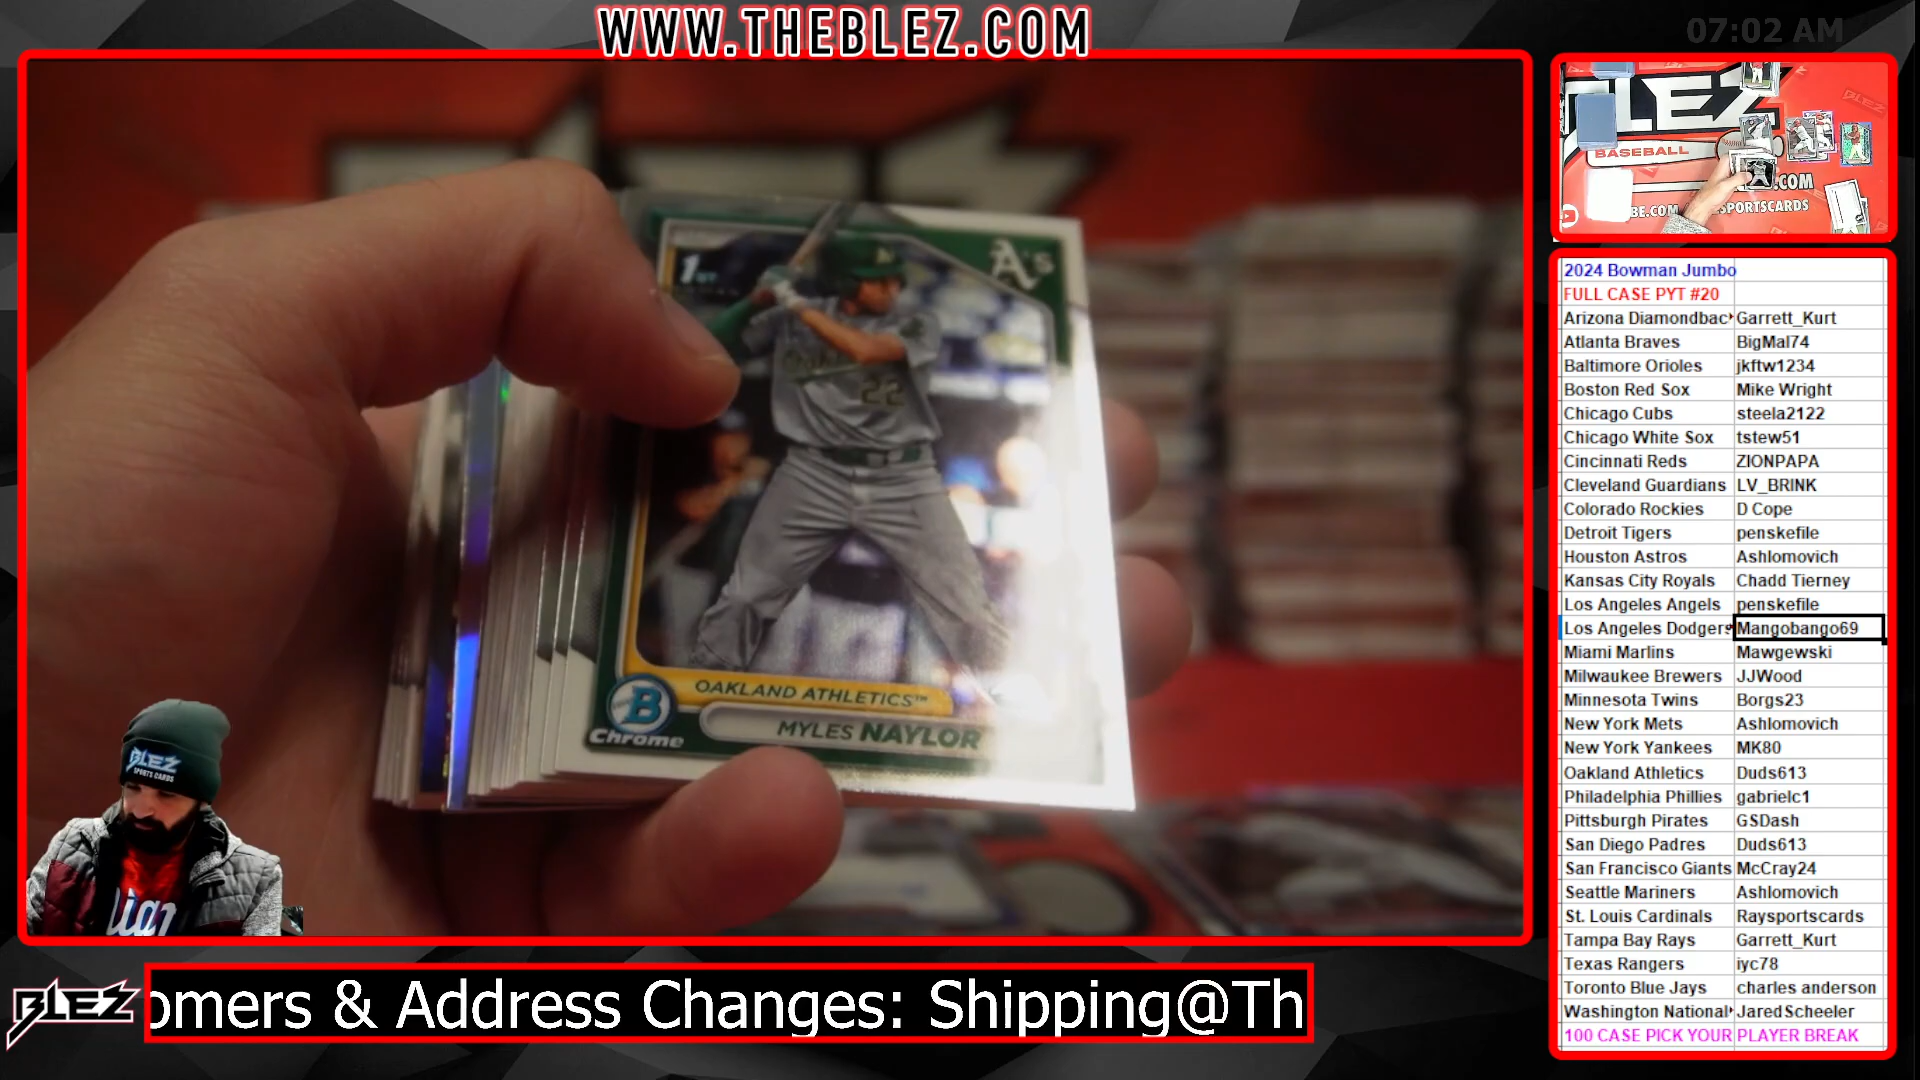 WWW.THEBLEZ.COM
07:02 AM
1ST
A's
22
OAKLAND ATHLETICS™
MYLES NAYLOR
B
Chrome
BLEZ
SPORTS CARDS
BLEZ
BASEBALL
.COM
BE.COM
SPORTSCARDS
2024 Bowman Jumbo
FULL CASE PYT #20
Arizona Diamondbac Garrett_Kurt
Atlanta Braves BigMal74
Baltimore Orioles jkftw1234
Boston Red Sox Mike Wright
Chicago Cubs steela2122
Chicago White Sox tstew51
Cincinnati Reds ZIONPAPA
Cleveland Guardians LV_BRINK
Colorado Rockies D Cope
Detroit Tigers penskefile
Houston Astros Ashlomovich
Kansas City Royals Chadd Tierney
Los Angeles Angels penskefile
Los Angeles Dodgers Mangobango69
Miami Marlins Mawgewski
Milwaukee Brewers JJWood
Minnesota Twins Borgs23
New York Mets Ashlomovich
New York Yankees MK80
Oakland Athletics Duds613
Philadelphia Phillies gabrielc1
Pittsburgh Pirates GSDash
San Diego Padres Duds613
San Francisco Giants McCray24
Seattle Mariners Ashlomovich
St. Louis Cardinals Raysportscards
Tampa Bay Rays Garrett_Kurt
Texas Rangers iyc78
Toronto Blue Jays charles anderson
Washington National JaredScheeler
100 CASE PICK YOUR PLAYER BREAK
BLEZ
omers & Address Changes: Shipping@Th